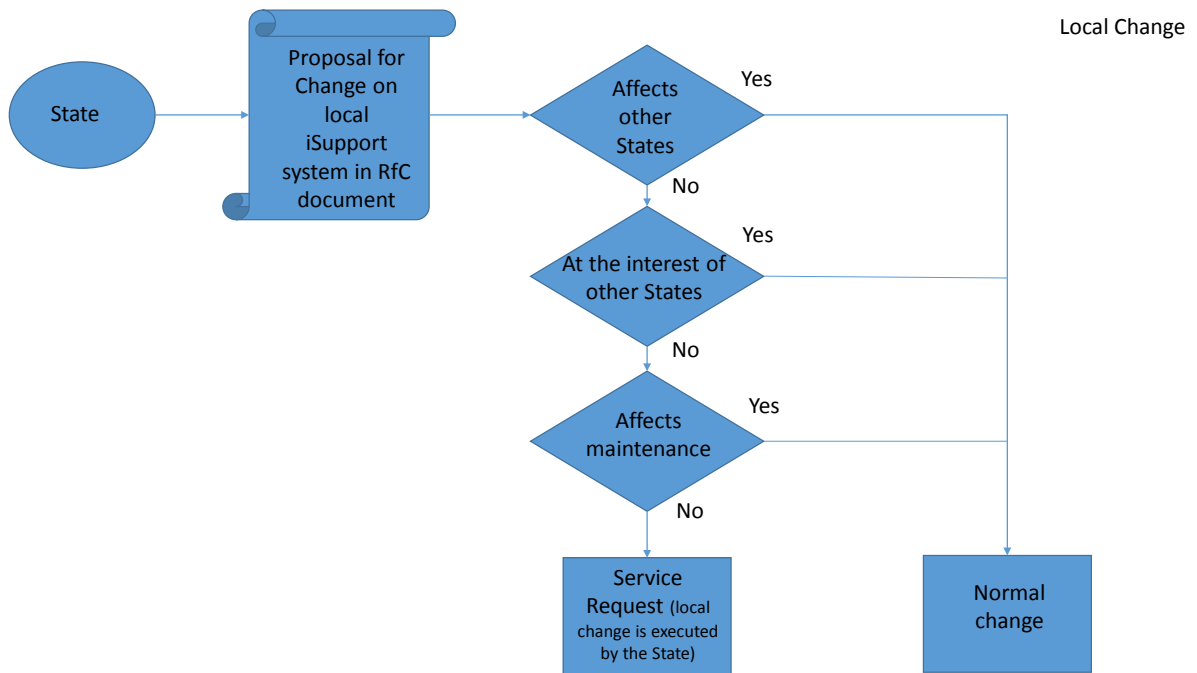 Local Change
State
Proposal for
Change on
local
iSupport
system in RfC
document
Affects
other
States
Yes
No
At the interest of
other States
Yes
No
Affects
maintenance
Yes
No
Service
Request (local
change is executed
by the State)
Normal
change